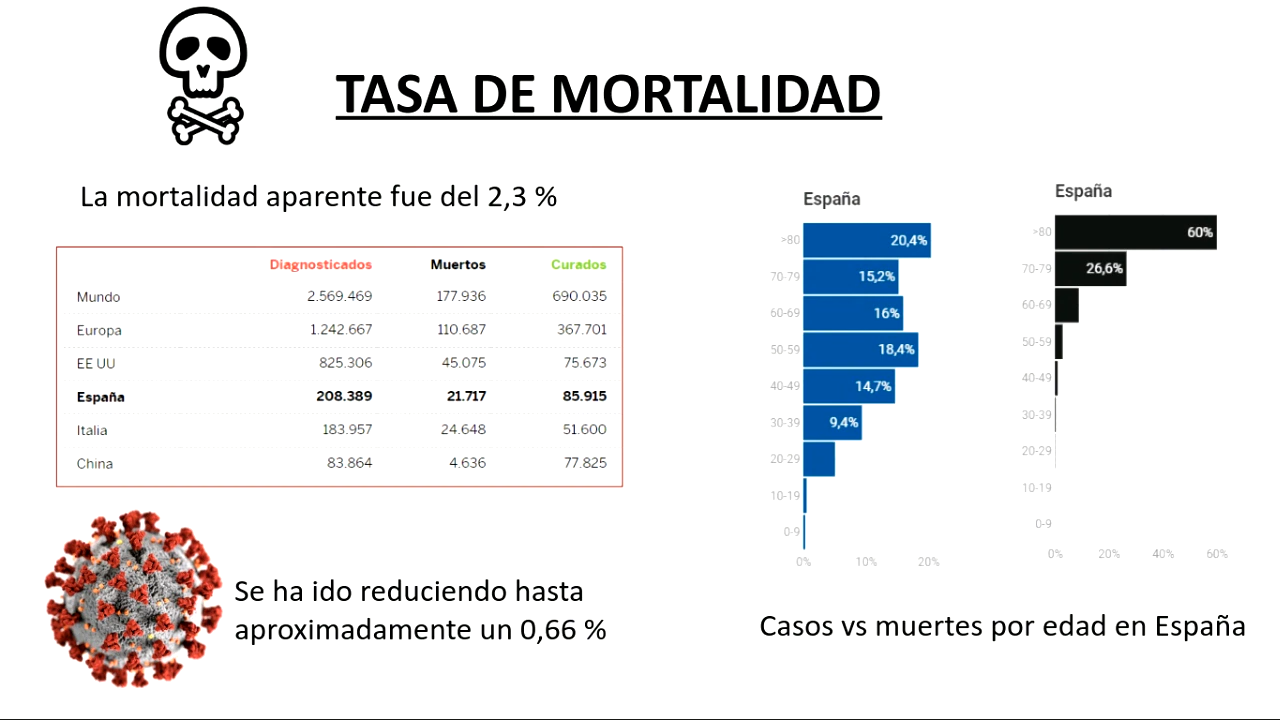 TASA DE MORTALIDAD
La mortalidad aparente fue del 2,3 %
Diagnosticados Muertos Curados
Mundo 2.569.469 177.936 690.035
Europa 1.242.667 110.687 367.701
EE UU 825.306 45.075 75.673
España 208.389 21.717 85.915
Italia 183.957 24.648 51.600
China 83.864 4.636 77.825
Se ha ido reduciendo hasta
aproximadamente un 0,66 %
España
>80 20,4%
70-79 15,2%
60-69 16%
50-59 18,4%
40-49 14,7%
30-39 9,4%
20-29
10-19
0-9
0% 10% 20%
España
>80 60%
70-79 26,6%
60-69
50-59
40-49
30-39
20-29
10-19
0-9
0% 20% 40% 60%
Casos vs muertes por edad en España